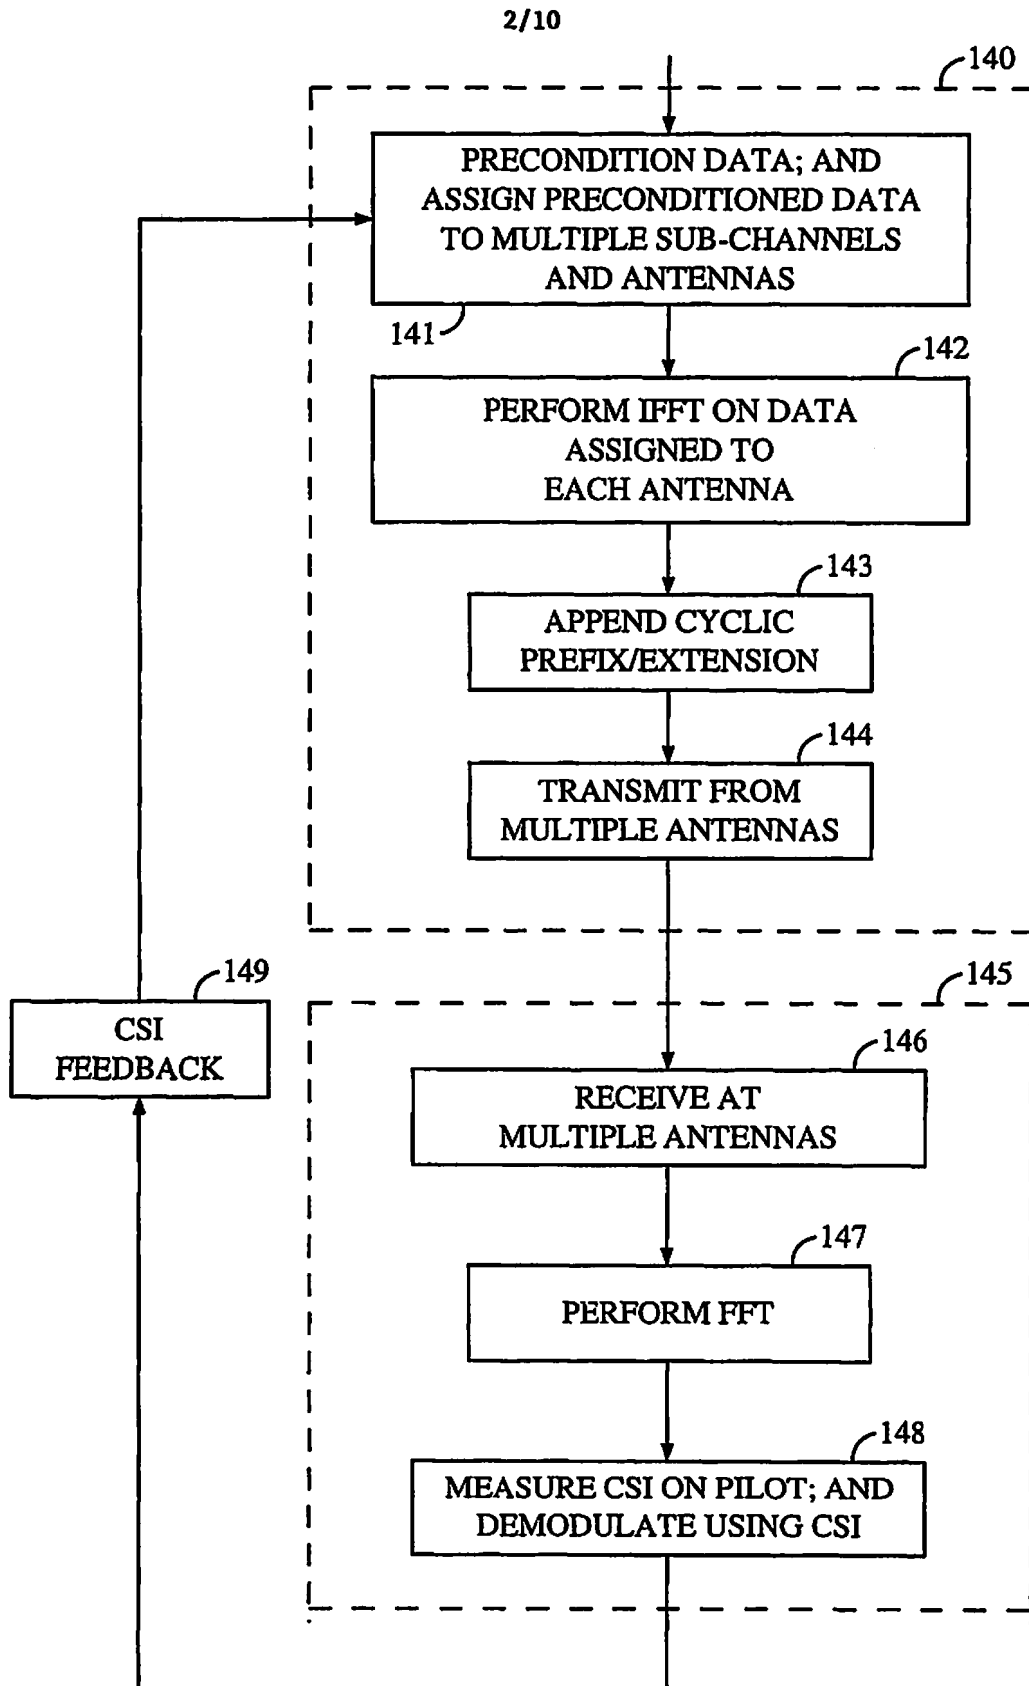 2/10
140
PRECONDITION DATA; AND
ASSIGN PRECONDITIONED DATA
TO MULTIPLE SUB-CHANNELS
AND ANTENNAS
141
142
PERFORM IFFT ON DATA
ASSIGNED TO
EACH ANTENNA
143
APPEND CYCLIC
PREFIX/EXTENSION
144
TRANSMIT FROM
MULTIPLE ANTENNAS
149
CSI
FEEDBACK
145
146
RECEIVE AT
MULTIPLE ANTENNAS
147
PERFORM FFT
148
MEASURE CSI ON PILOT; AND
DEMODULATE USING CSI